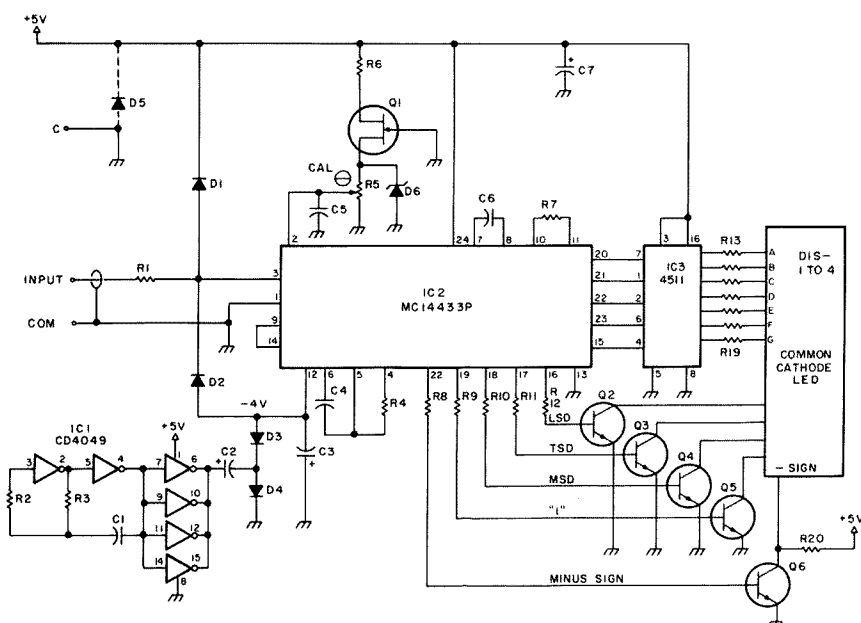 +5V
R6
C7
D5
Q1
C
CAL
D1
R5
D6
C5
C6
R7
R13
DIS-
1 TO 4
2
24
7
8
10
11
3
16
A
B
C
D
E
F
G
INPUT
R1
3
IC2
MC14433P
20
7
21
1
22
2
23
6
15
4
IC3
4511
COM
1
9
14
R19
COMMON
CATHODE
LED
D2
12
6
5
4
22
19
18
17
16
13
5
8
C4
R4
R8
R9
R10
R11
R
12
Q2
LSD
-4V
IC1
CD4049
+5V
C2
D3
C3
TSD
Q3
- SIGN
3
2
5
4
7
1
6
MSD
Q4
R2
R3
D4
9
10
"1"
Q5
C1
11
12
+5V
R20
14
15
8
MINUS SIGN
Q6